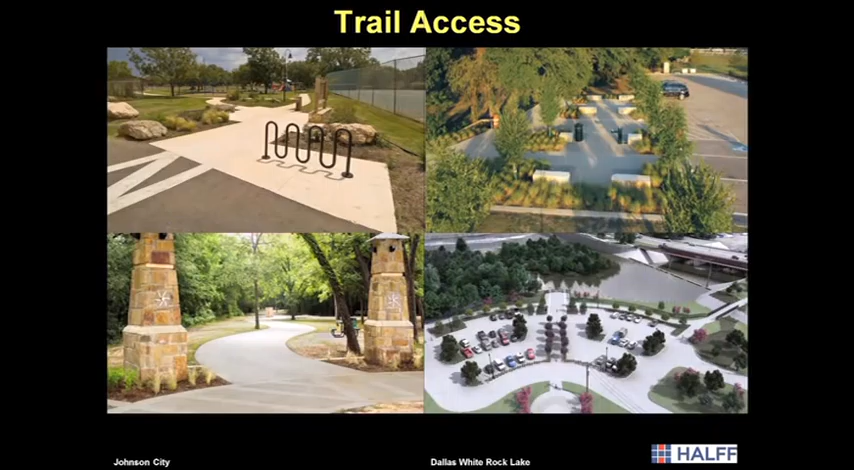 Trail Access
Johnson City
Dallas White Rock Lake
HALFF